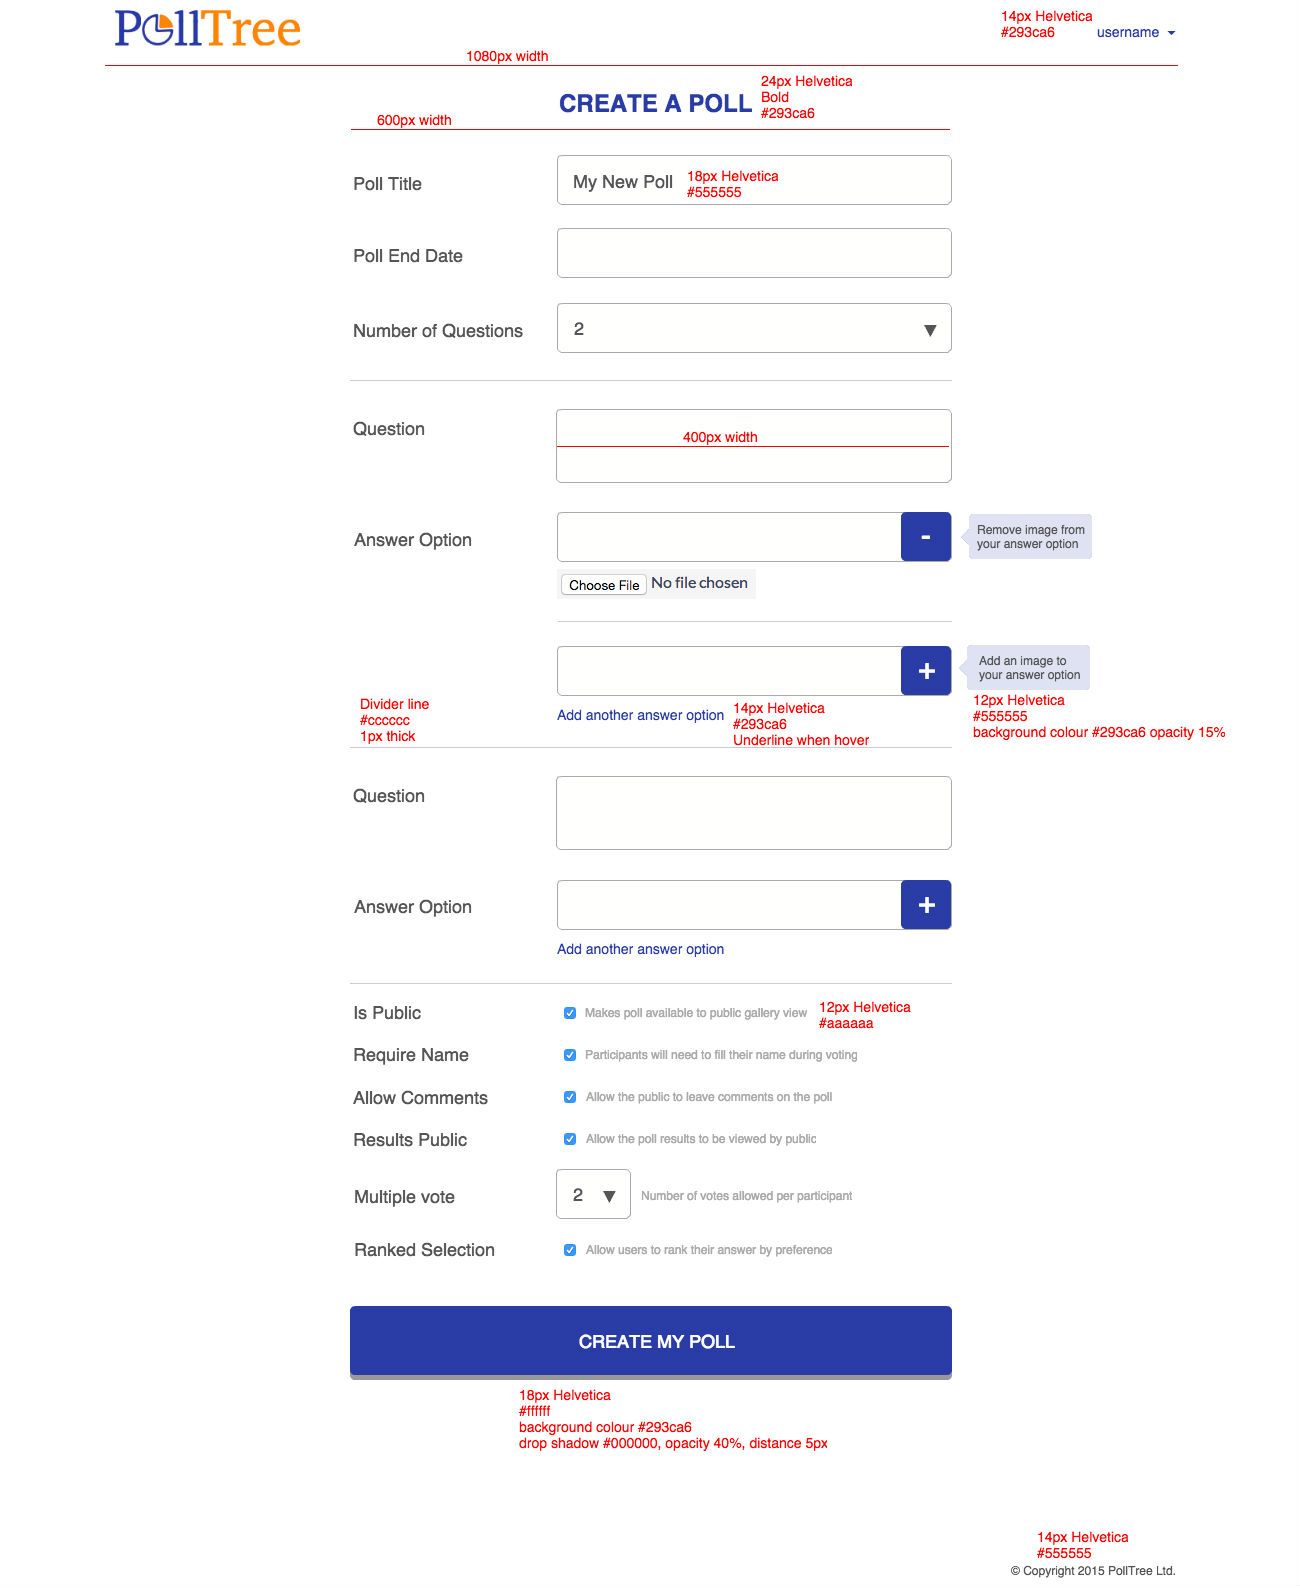 PollTree
14px Helvetica
#293ca6
username
1080px width
CREATE A POLL
24px Helvetica
Bold
#293ca6
600px width
Poll Title
My New Poll
18px Helvetica
#555555
Poll End Date
Number of Questions
2
Question
400px width
Answer Option
-
Remove image from
your answer option
Choose File No file chosen
+
Add an image to
your answer option
12px Helvetica
#555555
background colour #293ca6 opacity 15%
Divider line
#cccccc
1px thick
Add another answer option
14px Helvetica
#293ca6
Underline when hover
Question
Answer Option
+
Add another answer option
Is Public
Makes poll available to public gallery view
12px Helvetica
#aaaaaa
Require Name
Participants will need to fill their name during voting
Allow Comments
Allow the public to leave comments on the poll
Results Public
Allow the poll results to be viewed by public
Multiple vote
2
Number of votes allowed per participant
Ranked Selection
Allow users to rank their answer by preference
CREATE MY POLL
18px Helvetica
#ffffff
background colour #293ca6
drop shadow #000000, opacity 40%, distance 5px
14px Helvetica
#555555
© Copyright 2015 PollTree Ltd.